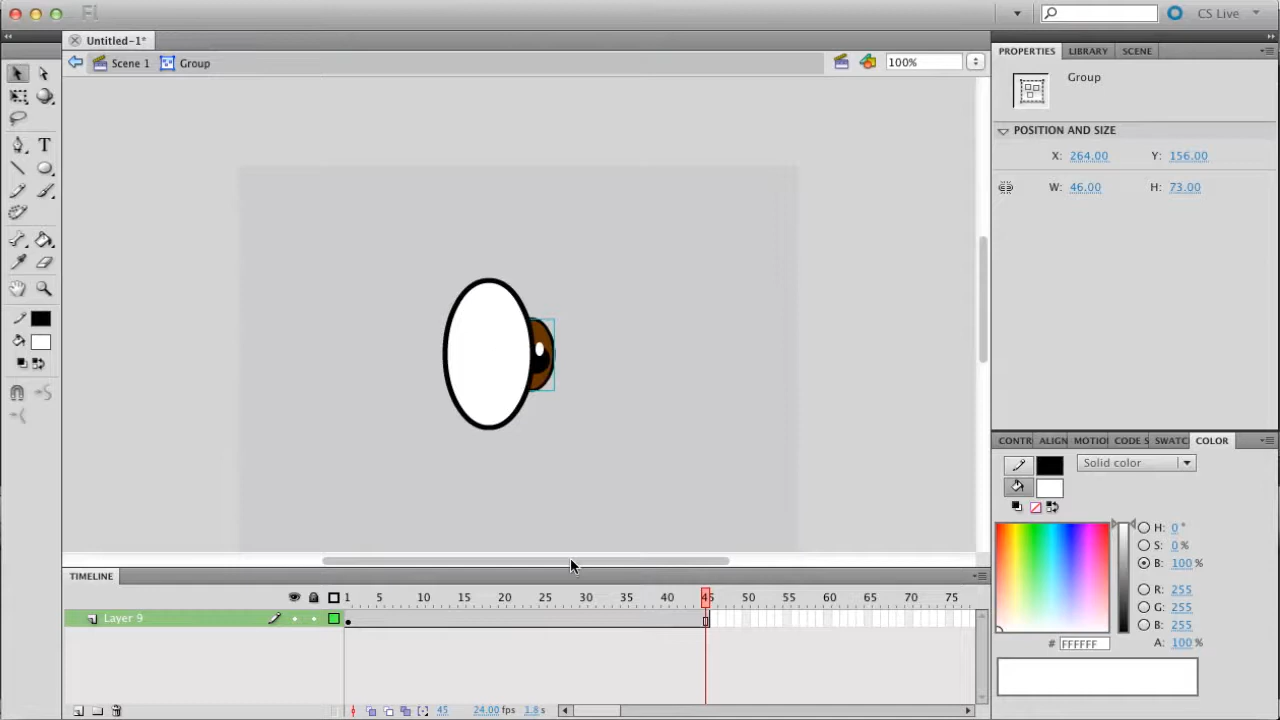 Fl
CS Live
Untitled-1*
Scene 1 Group
100%
PROPERTIES LIBRARY SCENE
Group
POSITION AND SIZE
X: 264.00 Y: 156.00
W: 46.00 H: 73.00
CONTR ALIGN MOTIO CODE S SWATC COLOR
Solid color
H: 0 °
S: 0 %
B: 100 %
R: 255
G: 255
B: 255
A: 100 %
# FFFFFF
TIMELINE
1 5 10 15 20 25 30 35 40 45 50 55 60 65 70 75
Layer 9
45 24.00 fps 1.8 s